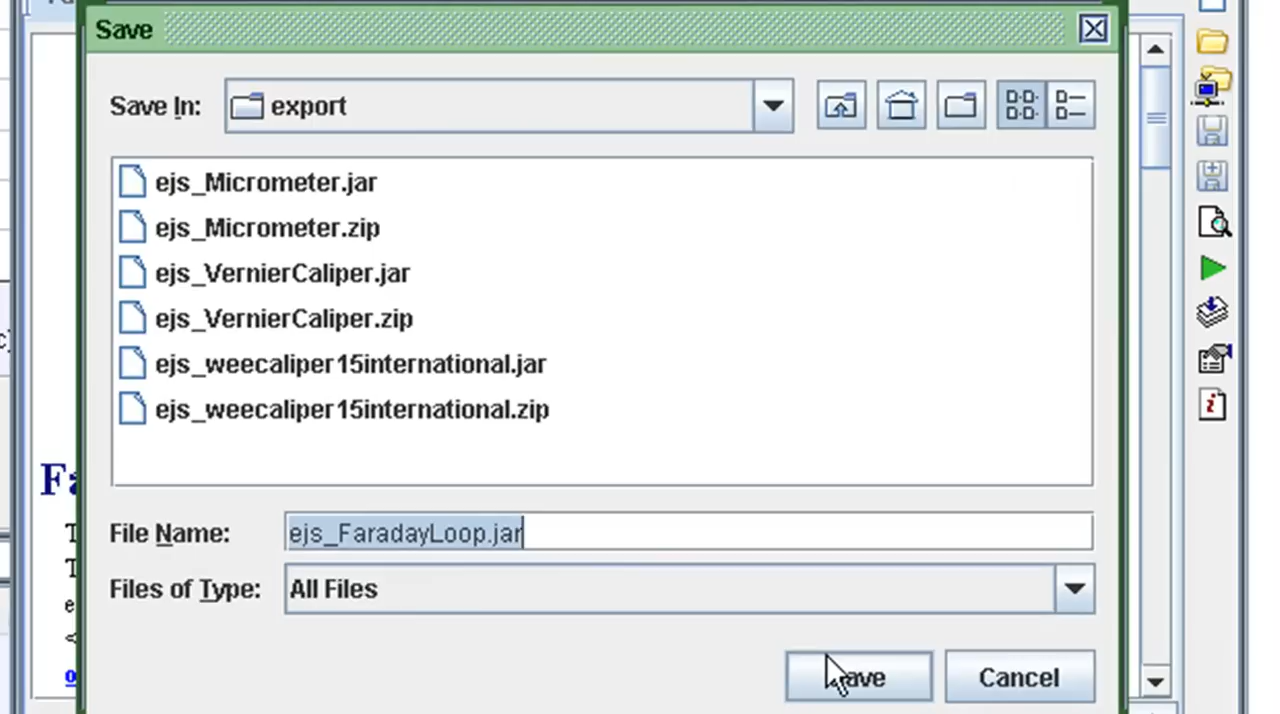 Save
Save In:
export
ejs_Micrometer.jar
ejs_Micrometer.zip
ejs_VernierCaliper.jar
ejs_VernierCaliper.zip
ejs_weecaliper15international.jar
ejs_weecaliper15international.zip
File Name: ejs_FaradayLoop.jar
Files of Type: All Files
Save Cancel